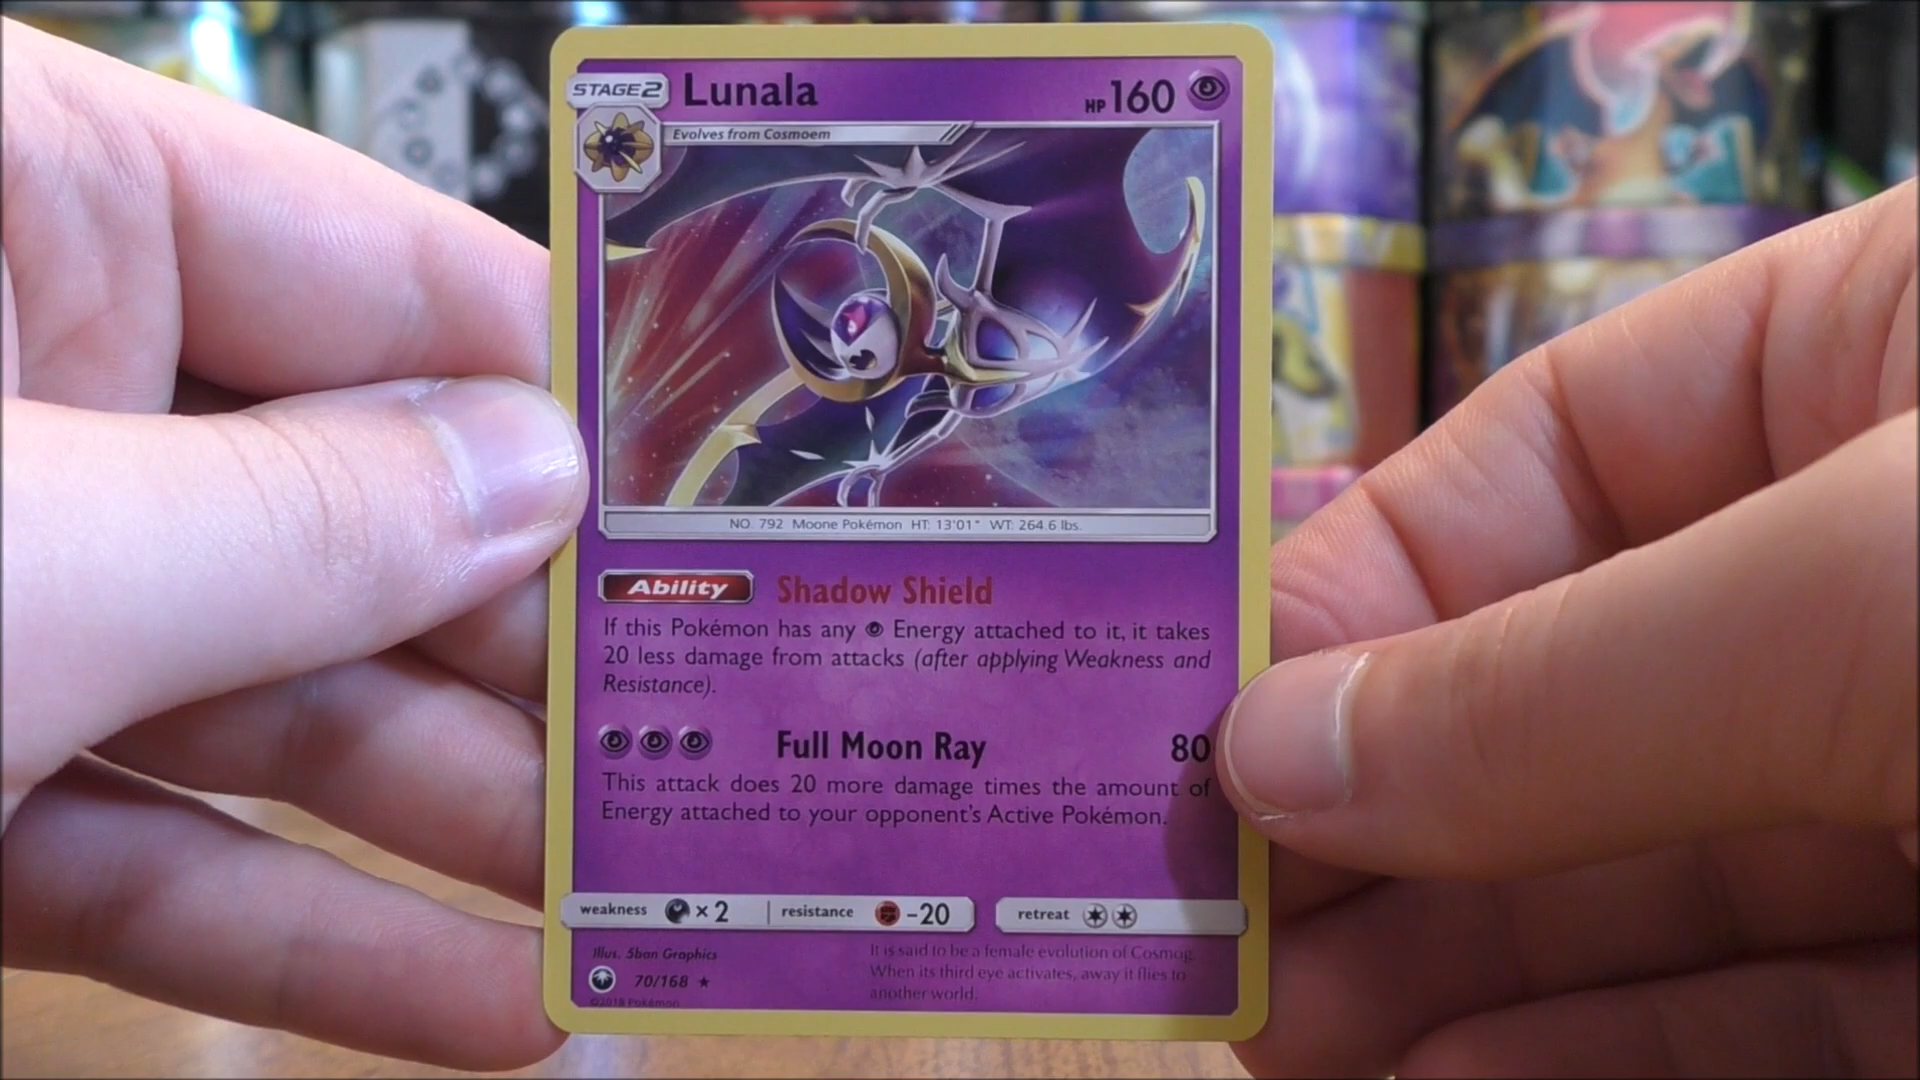 STAGE2 Lunala HP 160
Evolves from Cosmoem
NO. 792 Moone Pokémon HT: 13'01" WT: 264.6 lbs.
Ability Shadow Shield
If this Pokémon has any Energy attached to it, it takes
20 less damage from attacks (after applying Weakness and
Resistance).
Full Moon Ray 80
This attack does 20 more damage times the amount of
Energy attached to your opponent's Active Pokémon.
weakness ×2 resistance -20 retreat
Illus. 5ban Graphics
70/168 ★
©2018 Pokémon
It is said to be a female evolution of Cosmog.
When its third eye activates, away it flies to
another world.